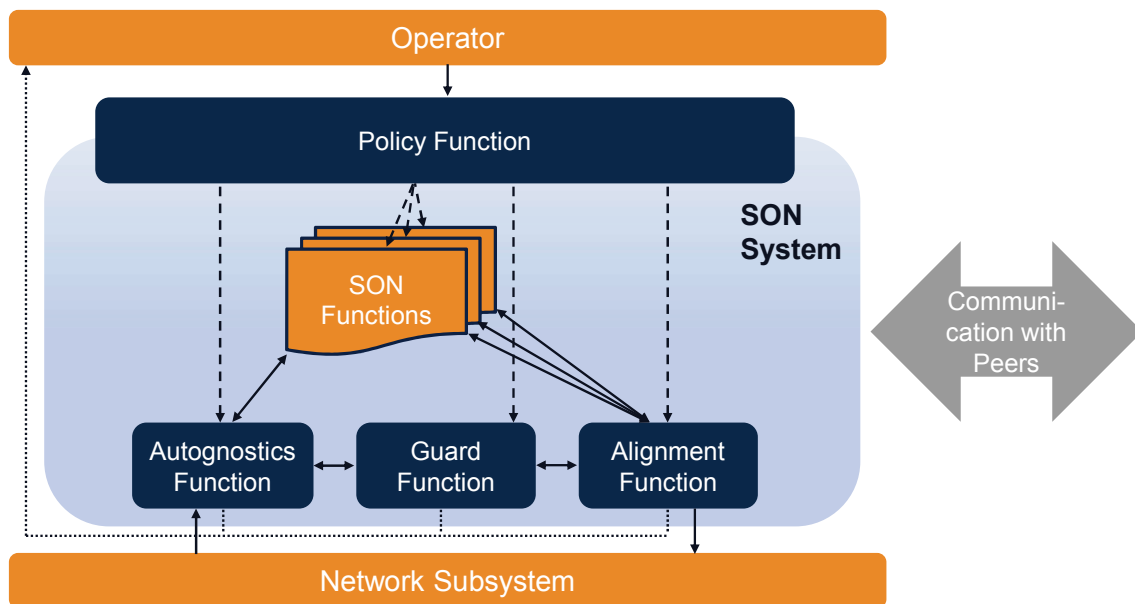 Operator
Policy Function
SON
System
SON
Functions
Communi-
cation with
Peers
Autognostics
Function
Guard
Function
Alignment
Function
Network Subsystem